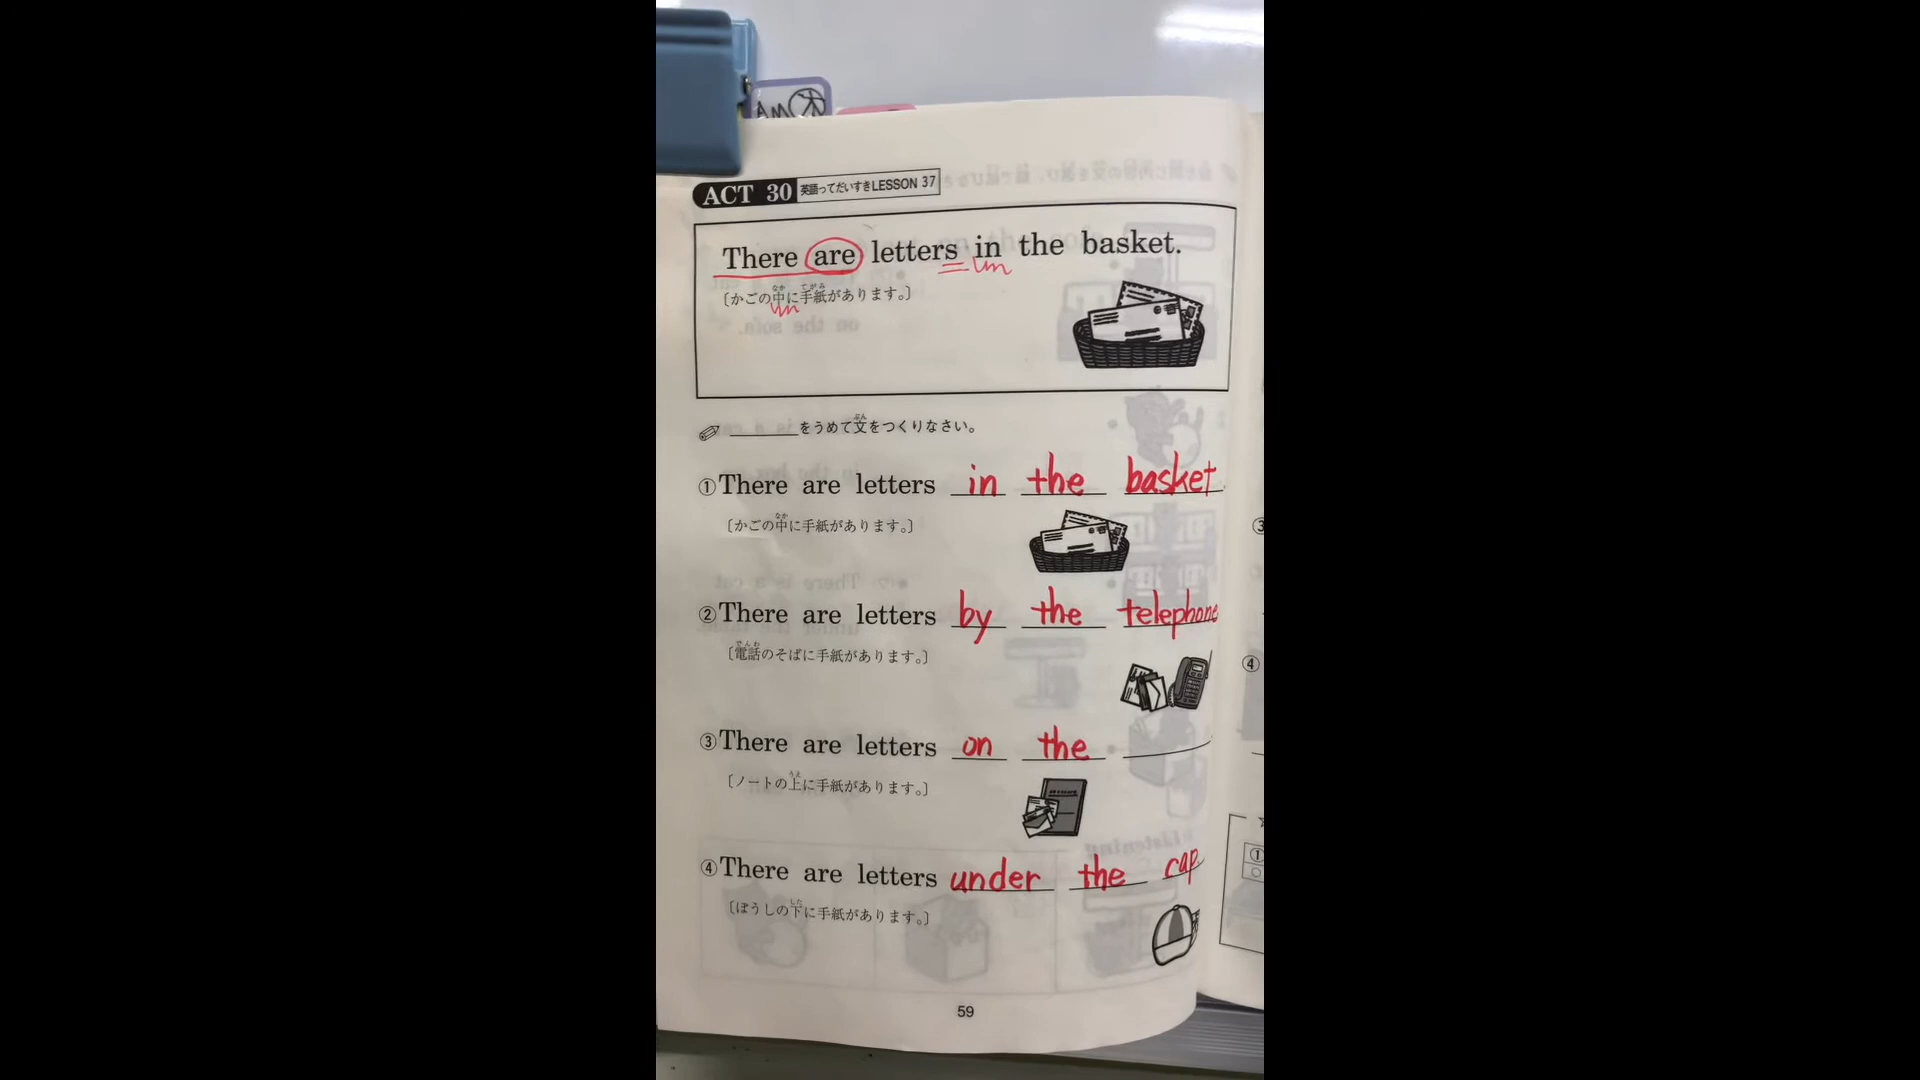 ACT 30 英語ってだいすきLESSON 37
There are letters in the basket.
〔かごの中に手紙があります。〕
をうめて文をつくりなさい。
①There are letters in the basket
〔かごの中に手紙があります。〕
②There are letters by the telephone
〔電話のそばに手紙があります。〕
③There are letters on the
〔ノートの上に手紙があります。〕
④There are letters under the cap
〔ぼうしの下に手紙があります。〕
59
③
④
①